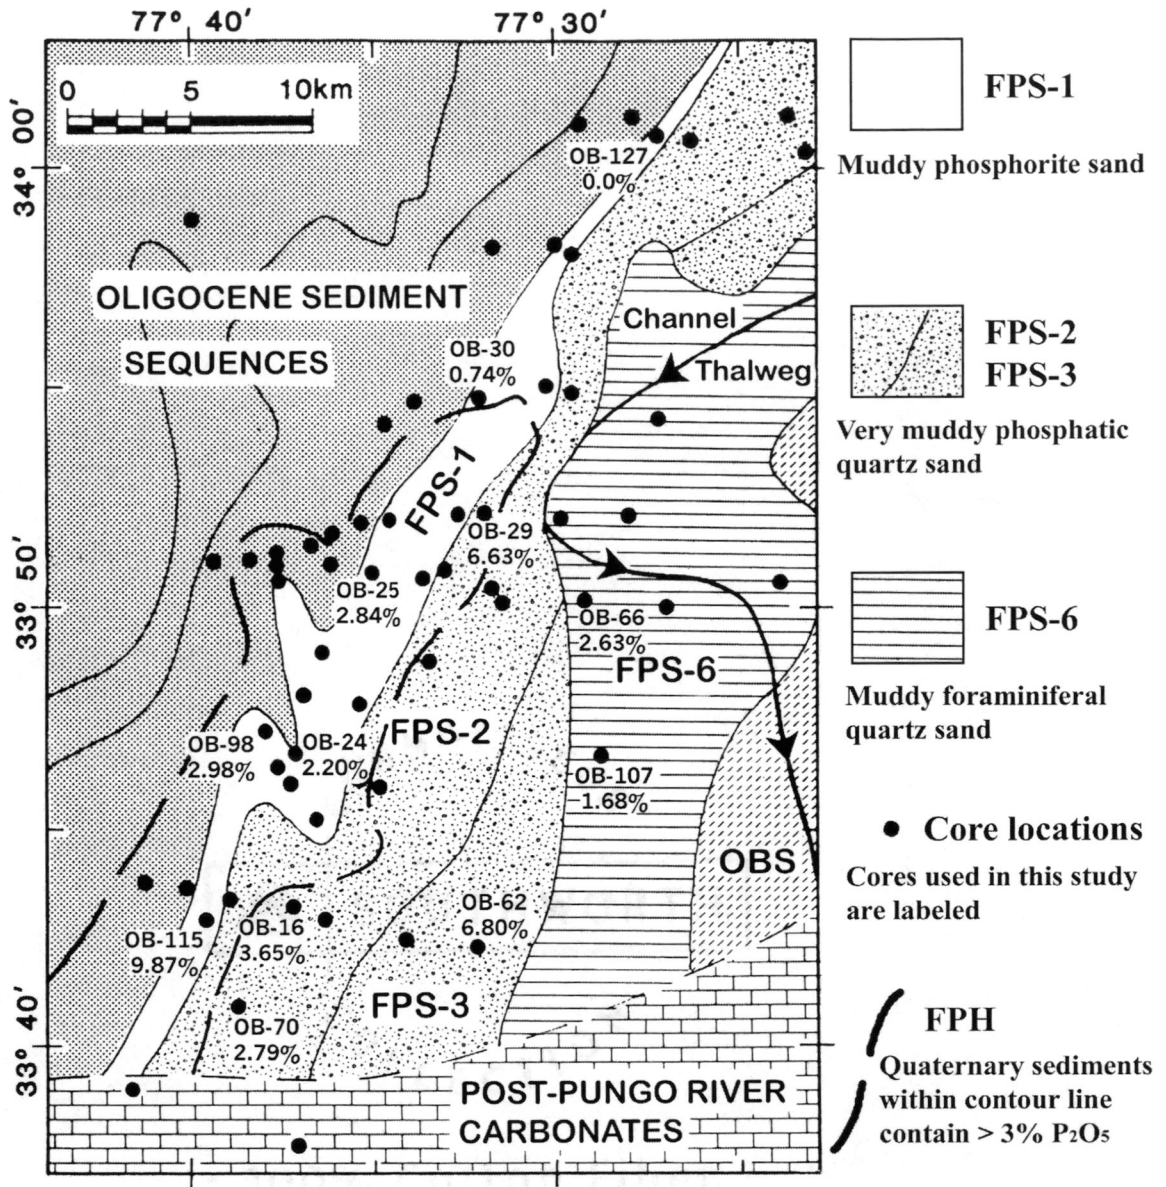 77° 40′
77° 30′
0 5 10km
34° 00′
33° 50′
33° 40′
OB-127
0.0%
OLIGOCENE SEDIMENT
SEQUENCES
Channel
Thalweg
OB-30
0.74%
FPS-1
OB-29
6.63%
OB-25
2.84%
OB-66
2.63%
FPS-6
FPS-2
OB-98
2.98%
OB-24
2.20%
OB-107
1.68%
OBS
OB-62
6.80%
OB-16
3.65%
OB-115
9.87%
FPS-3
OB-70
2.79%
POST-PUNGO RIVER
CARBONATES
FPS-1
Muddy phosphorite sand
FPS-2
FPS-3
Very muddy phosphatic
quartz sand
FPS-6
Muddy foraminiferal
quartz sand
Core locations
Cores used in this study
are labeled
FPH
Quaternary sediments
within contour line
contain > 3% P₂O₅